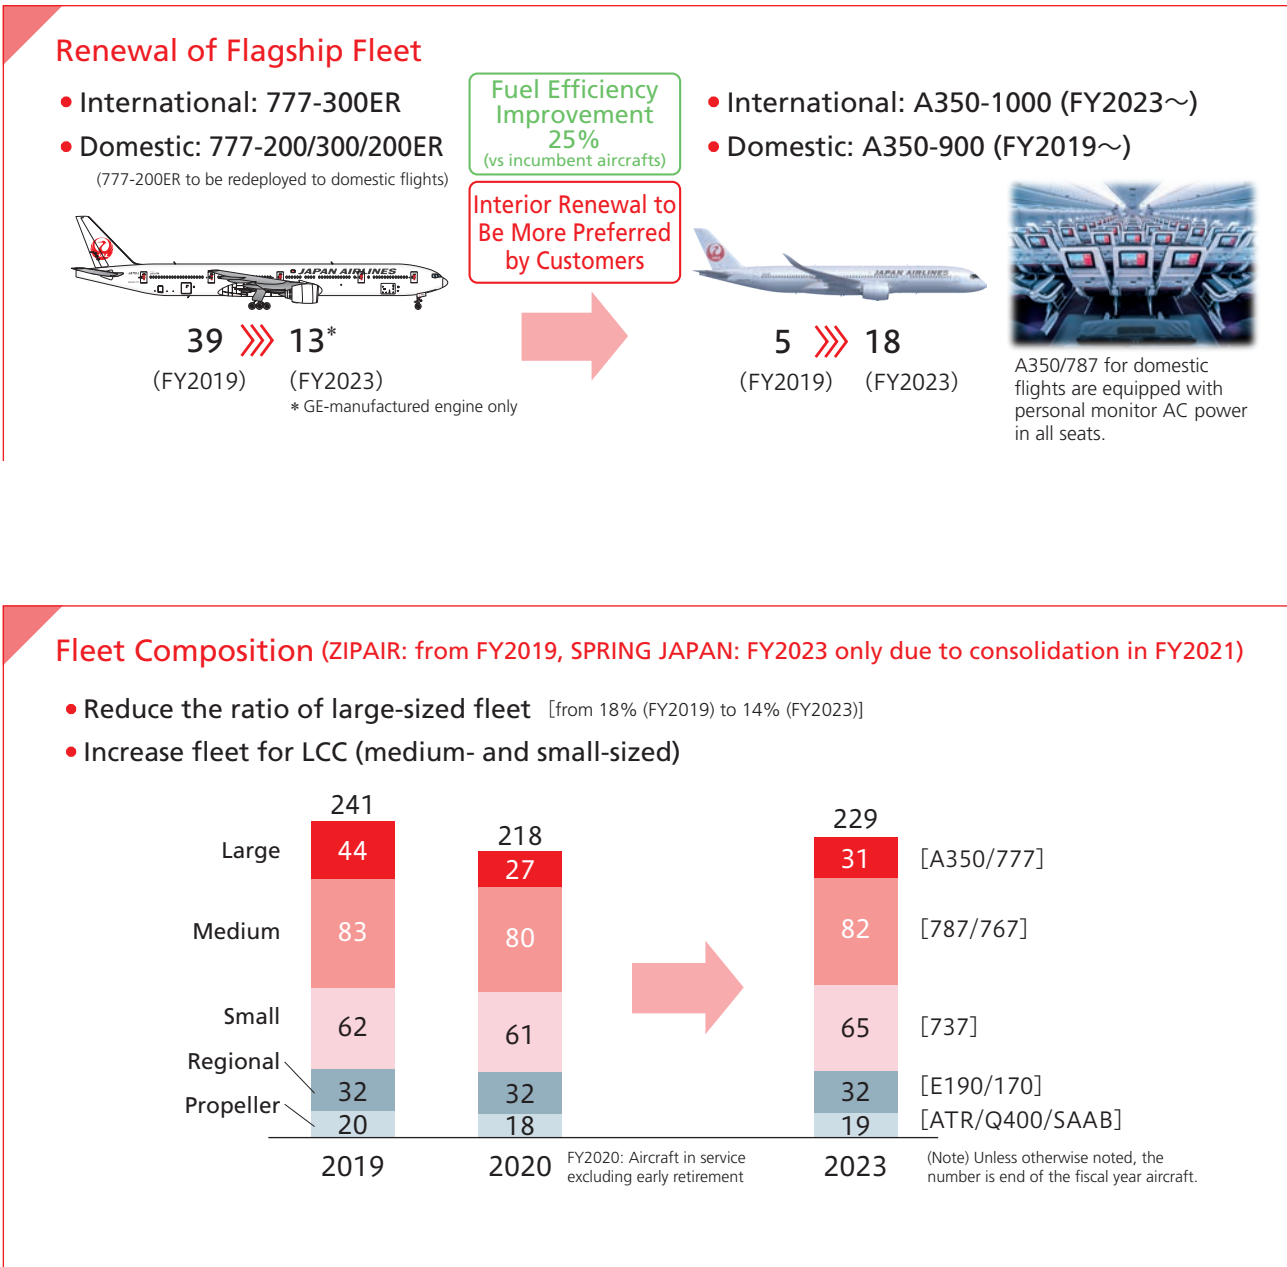 Renewal of Flagship Fleet
• International: 777-300ER
• Domestic: 777-200/300/200ER
(777-200ER to be redeployed to domestic flights)
Fuel Efficiency
Improvement
25%
(vs incumbent aircrafts)
Interior Renewal to
Be More Preferred
by Customers
• International: A350-1000 (FY2023～)
• Domestic: A350-900 (FY2019～)
JAPAN AIRLINES
JAPAN AIRLINES
39 13*
(FY2019) (FY2023)
* GE-manufactured engine only
5 18
(FY2019) (FY2023)
A350/787 for domestic
flights are equipped with
personal monitor AC power
in all seats.
Fleet Composition (ZIPAIR: from FY2019, SPRING JAPAN: FY2023 only due to consolidation in FY2021)
• Reduce the ratio of large-sized fleet [from 18% (FY2019) to 14% (FY2023)]
• Increase fleet for LCC (medium- and small-sized)
241
218
229
Large 44 27 31 [A350/777]
Medium 83 80 82 [787/767]
Small 62 61 65 [737]
Regional 32 32 32 [E190/170]
Propeller 20 18 19 [ATR/Q400/SAAB]
2019 2020 2023
FY2020: Aircraft in service
excluding early retirement
(Note) Unless otherwise noted, the
number is end of the fiscal year aircraft.